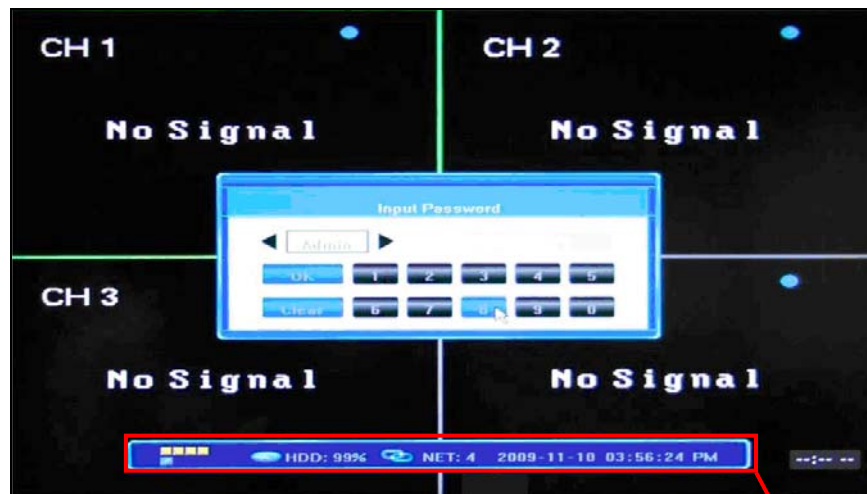 CH 1
CH 2
No Signal
No Signal
Input Password
Admin
OK 1 2 3 4 5
Clear 6 7 8 9 0
CH 3
No Signal
No Signal
HDD: 99% NET: 4 2009-11-10 03:56:24 PM
--:-- --